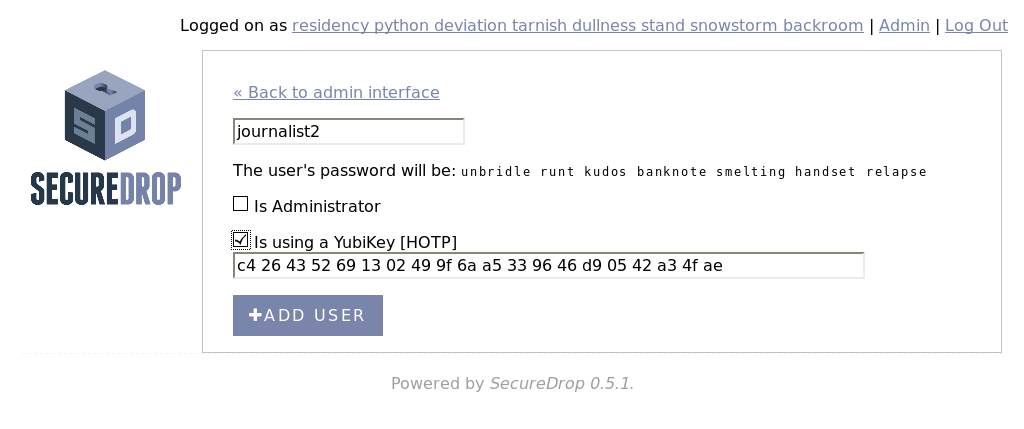 Logged on as residency python deviation tarnish dullness stand snowstorm backroom | Admin | Log Out
SD
SECUREDROP
« Back to admin interface
journalist2
The user's password will be: unbridle runt kudos banknote smelting handset relapse
Is Administrator
Is using a YubiKey [HOTP]
c4 26 43 52 69 13 02 49 9f 6a a5 33 96 46 d9 05 42 a3 4f ae
+ADD USER
Powered by SecureDrop 0.5.1.